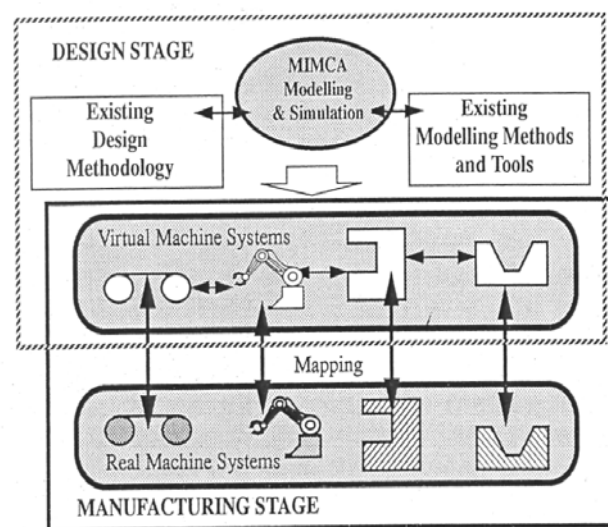 DESIGN STAGE
MIMCA
Modelling
& Simulation
Existing
Design
Methodology
Existing
Modelling Methods
and Tools
Virtual Machine Systems
Mapping
Real Machine Systems
MANUFACTURING STAGE